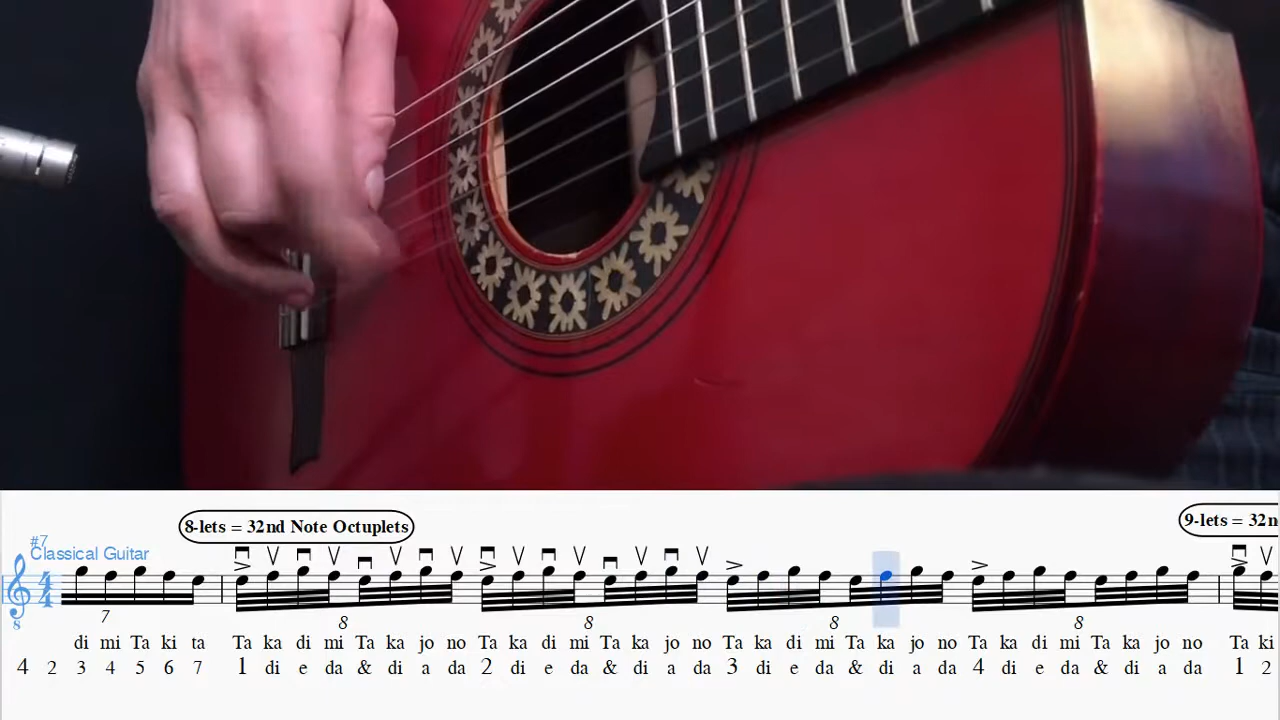 8-lets = 32nd Note Octuplets
9-lets = 32n
#7
Classical Guitar
4
4
8
7 8 8 8 8
di mi Ta ki ta Ta ka di mi Ta ka jo no Ta ka di mi Ta ka jo no Ta ka di mi Ta ka jo no Ta ka di mi Ta ka jo no Ta ki
4 2 3 4 5 6 7 1 di e da & di a da 2 di e da & di a da 3 di e da & di a da 4 di e da & di a da 1 2